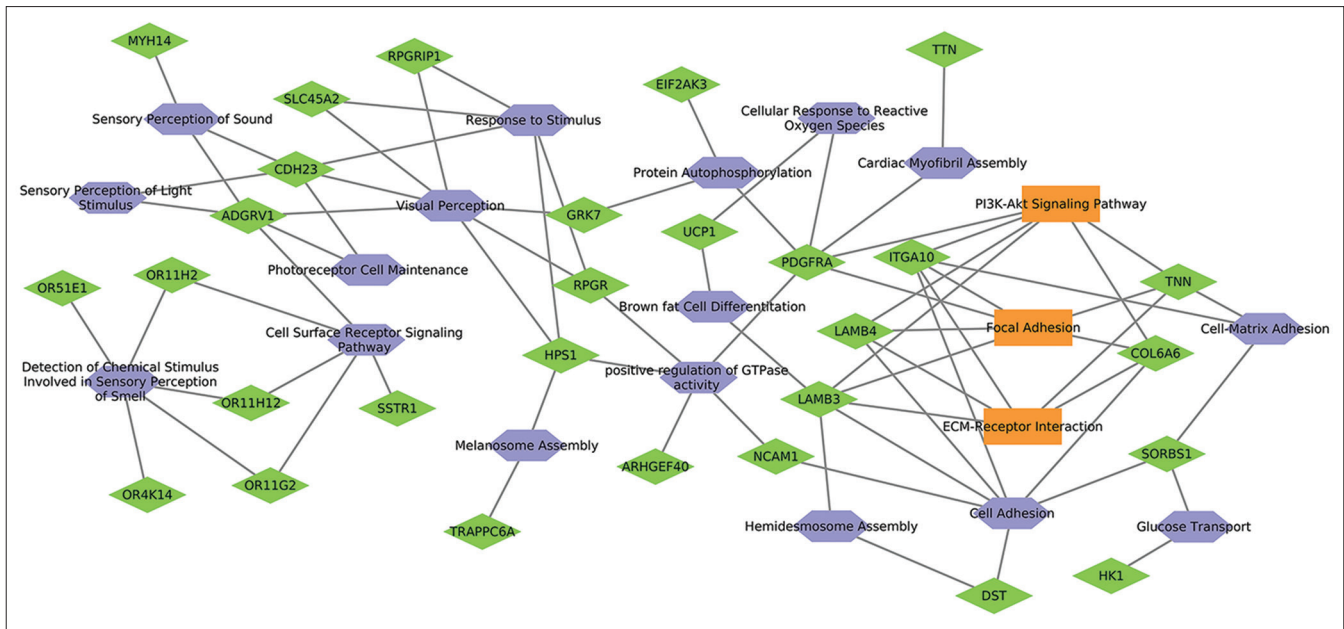 MYH14
TTN
RPGRIP1
EIF2AK3
SLC45A2
Cellular Response to Reactive
Oxygen Species
Sensory Perception of Sound
Response to Stimulus
Cardiac Myofibril Assembly
CDH23
Protein Autophosphorylation
Sensory Perception of Light
Stimulus
Visual Perception
PI3K-Akt Signaling Pathway
ADGRV1
GRK7
UCP1
PDGFRA
ITGA10
OR11H2
Photoreceptor Cell Maintenance
OR51E1
RPGR
TNN
Brown fat Cell Differentitation
LAMB4
Focal Adhesion
Cell-Matrix Adhesion
Cell Surface Receptor Signaling
Pathway
HPS1
COL6A6
Detection of Chemical Stimulus
Involved in Sensory Perception
of Smell
positive regulation of GTPase
activity
OR11H12
SSTR1
LAMB3
ECM-Receptor Interaction
Melanosome Assembly
NCAM1
SORBS1
ARHGEF40
OR4K14
OR11G2
Cell Adhesion
TRAPPC6A
Hemidesmosome Assembly
Glucose Transport
HK1
DST